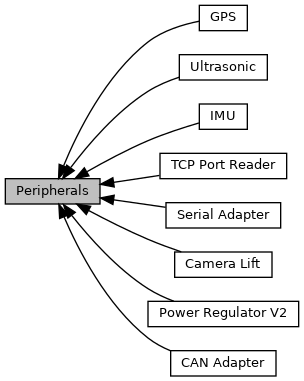 GPS
Ultrasonic
IMU
TCP Port Reader
Peripherals
Serial Adapter
Camera Lift
Power Regulator V2
CAN Adapter